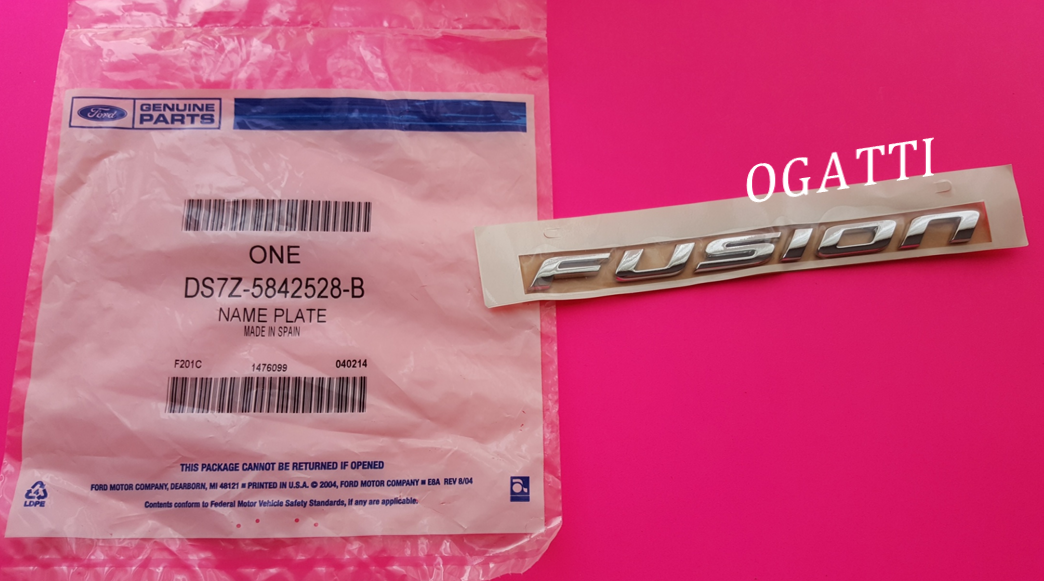 Ford
GENUINE
PARTS
ONE
DS7Z-5842528-B
NAME PLATE
MADE IN SPAIN
F201C 1476099 040214
THIS PACKAGE CANNOT BE RETURNED IF OPENED
FORD MOTOR COMPANY, DEARBORN, MI 48121 ■ PRINTED IN U.S.A. © 2004, FORD MOTOR COMPANY ■ E8A REV 8/04
Contents conform to Federal Motor Vehicle Safety Standards, if any are applicable.
4
LDPE
OGATTI
FUSION